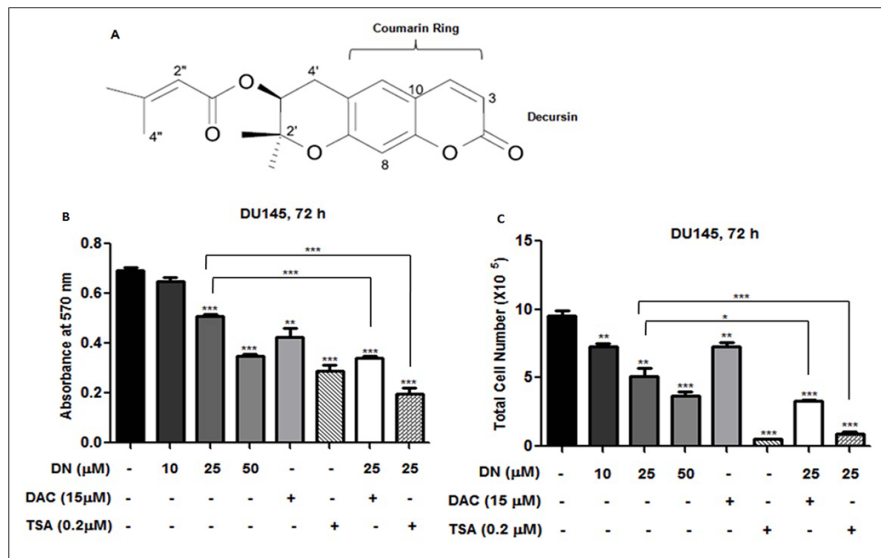 A
Coumarin Ring
2"
O
4'
10
3
4"
O
2'
O
8
O
O
Decursin
B
DU145, 72 h
Absorbance at 570 nm
0.8
0.6
0.4
0.2
0.0
***
***
***
***
**
***
***
***
DN (µM) - 10 25 50 - - 25 25
DAC (15µM) - - - - + - + -
TSA (0.2µM) - - - - - + - +
C
DU145, 72 h
Total Cell Number (X10 5)
15
10
5
0
***
*
**
**
***
**
***
***
***
DN (µM) - 10 25 50 - - 25 25
DAC (15 µM) - - - - + - + -
TSA (0.2 µM) - - - - - + - +